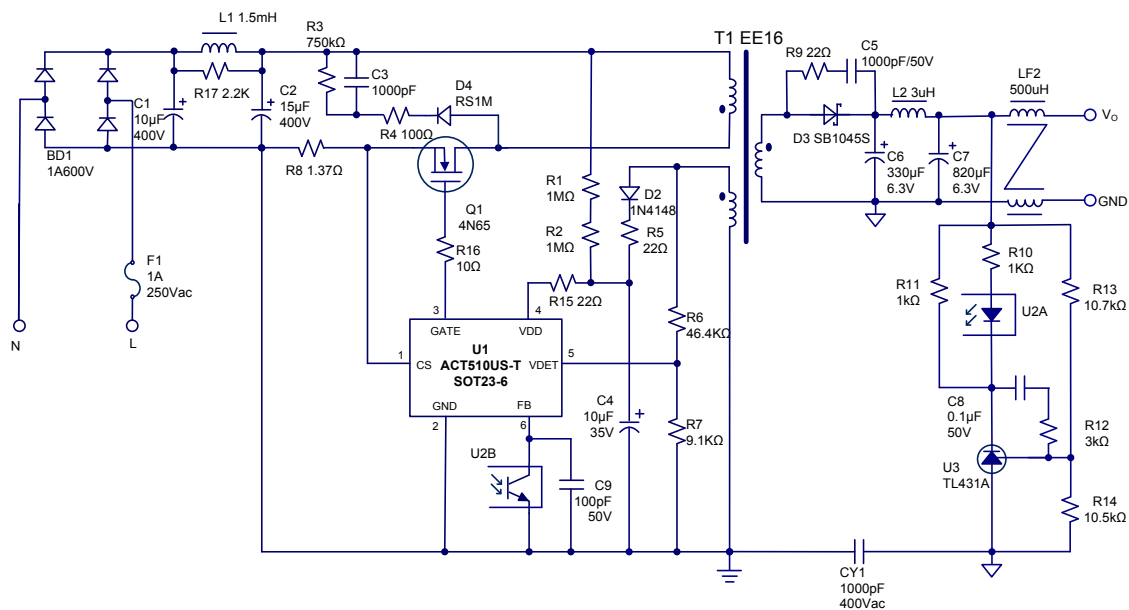 L1 1.5mH
R3
750kΩ
T1 EE16
R9 22Ω
C5
1000pF/50V
LF2
500uH
C3
1000pF
D4
RS1M
R17 2.2K
C2
15µF
400V
L2 3uH
VO
C1
10µF
400V
R4 100Ω
D3 SB1045S
BD1
1A600V
R8 1.37Ω
C6
330µF
6.3V
C7
820µF
6.3V
GND
R1
1MΩ
D2
1N4148
Q1
4N65
R2
1MΩ
R5
22Ω
R16
10Ω
R10
1KΩ
F1
1A
250Vac
R11
1kΩ
R13
10.7kΩ
R15 22Ω
U2A
N
L
3
4
GATE
VDD
R6
46.4KΩ
U1
ACT510US-T
SOT23-6
1
CS
VDET
5
GND
FB
2
6
C4
10µF
35V
R7
9.1KΩ
C8
0.1µF
50V
R12
3kΩ
U2B
C9
100pF
50V
U3
TL431A
R14
10.5kΩ
CY1
1000pF
400Vac